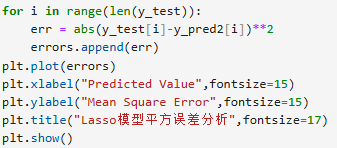 for i in range(len(y_test)):
    err = abs(y_test[i]-y_pred2[i])**2
    errors.append(err)
plt.plot(errors)
plt.xlabel("Predicted Value",fontsize=15)
plt.ylabel("Mean Square Error",fontsize=15)
plt.title("Lasso模型平方误差分析",fontsize=17)
plt.show()